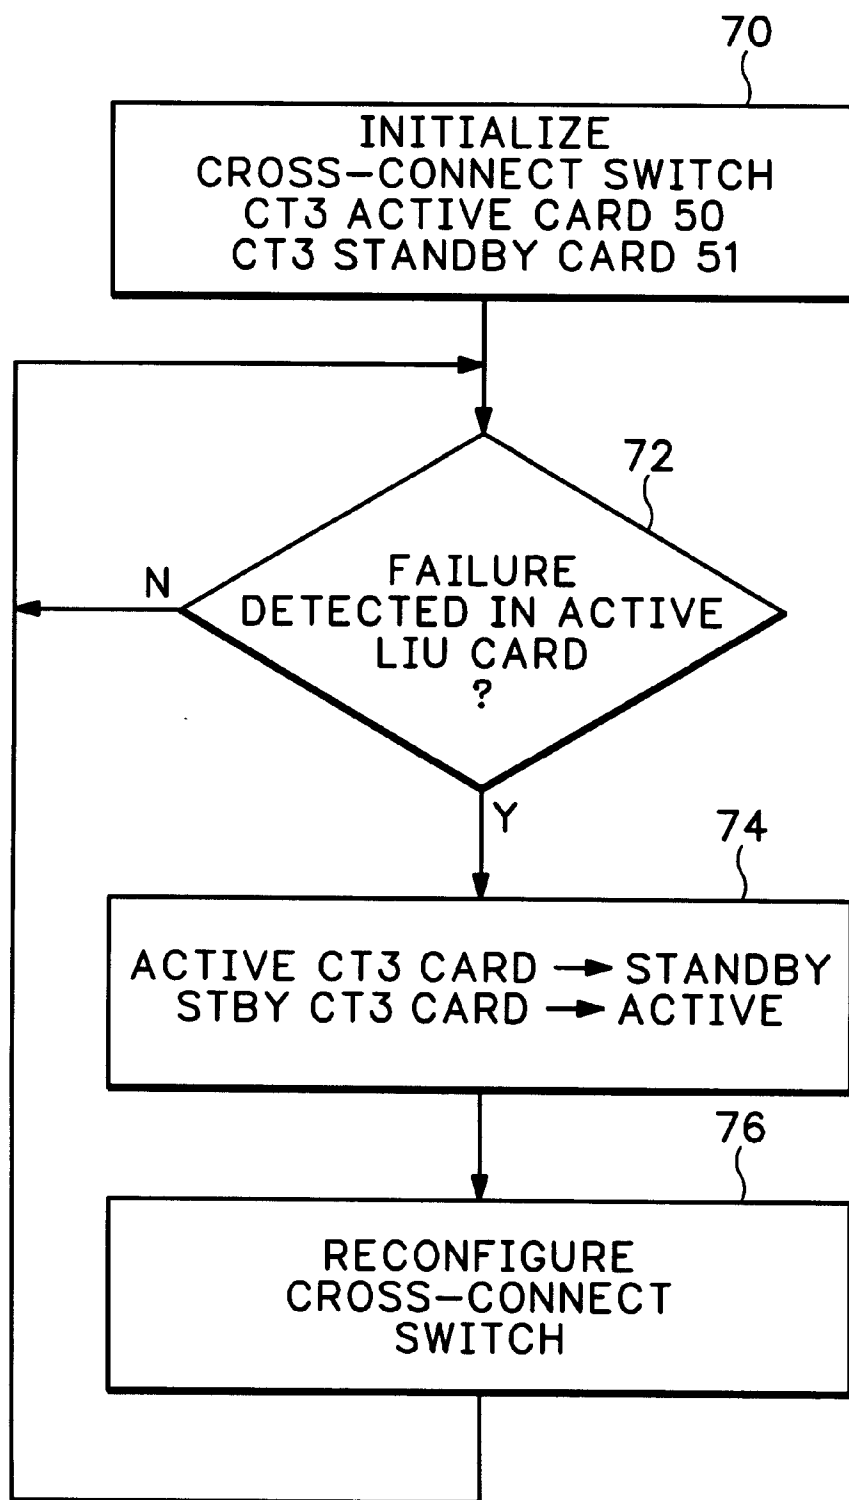 70
INITIALIZE
CROSS-CONNECT SWITCH
CT3 ACTIVE CARD 50
CT3 STANDBY CARD 51
72
FAILURE
DETECTED IN ACTIVE
LIU CARD
?
N
Y
74
ACTIVE CT3 CARD → STANDBY
STBY CT3 CARD → ACTIVE
76
RECONFIGURE
CROSS-CONNECT
SWITCH